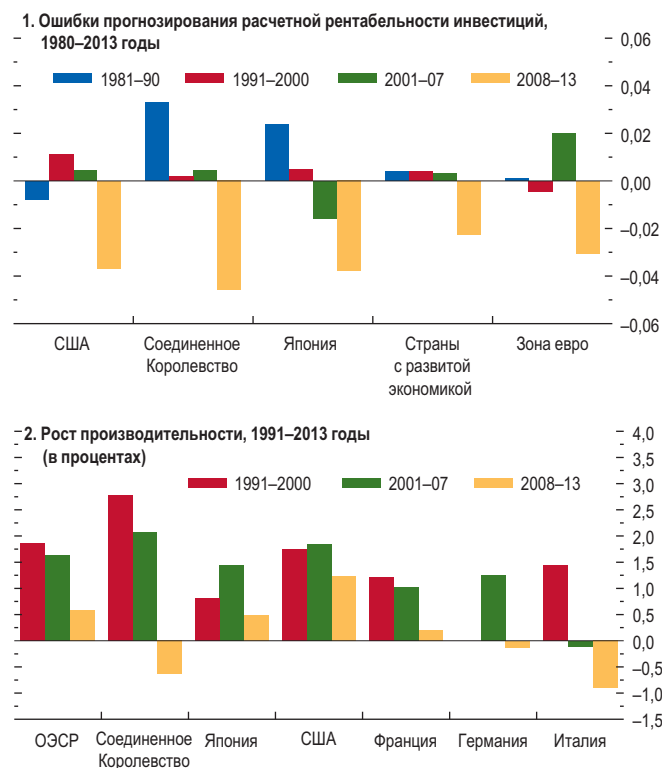 1. Ошибки прогнозирования расчетной рентабельности инвестиций,
1980–2013 годы
1981–90 1991–2000 2001–07 2008–13
0,06
0,04
0,02
0,00
–0,02
–0,04
–0,06
США Соединенное Япония Страны Зона евро
Королевство с развитой
экономикой
2. Рост производительности, 1991–2013 годы
(в процентах)
1991–2000 2001–07 2008–13
4,0
3,5
3,0
2,5
2,0
1,5
1,0
0,5
0,0
–0,5
–1,0
–1,5
ОЭСР Соединенное Япония США Франция Германия Италия
Королевство